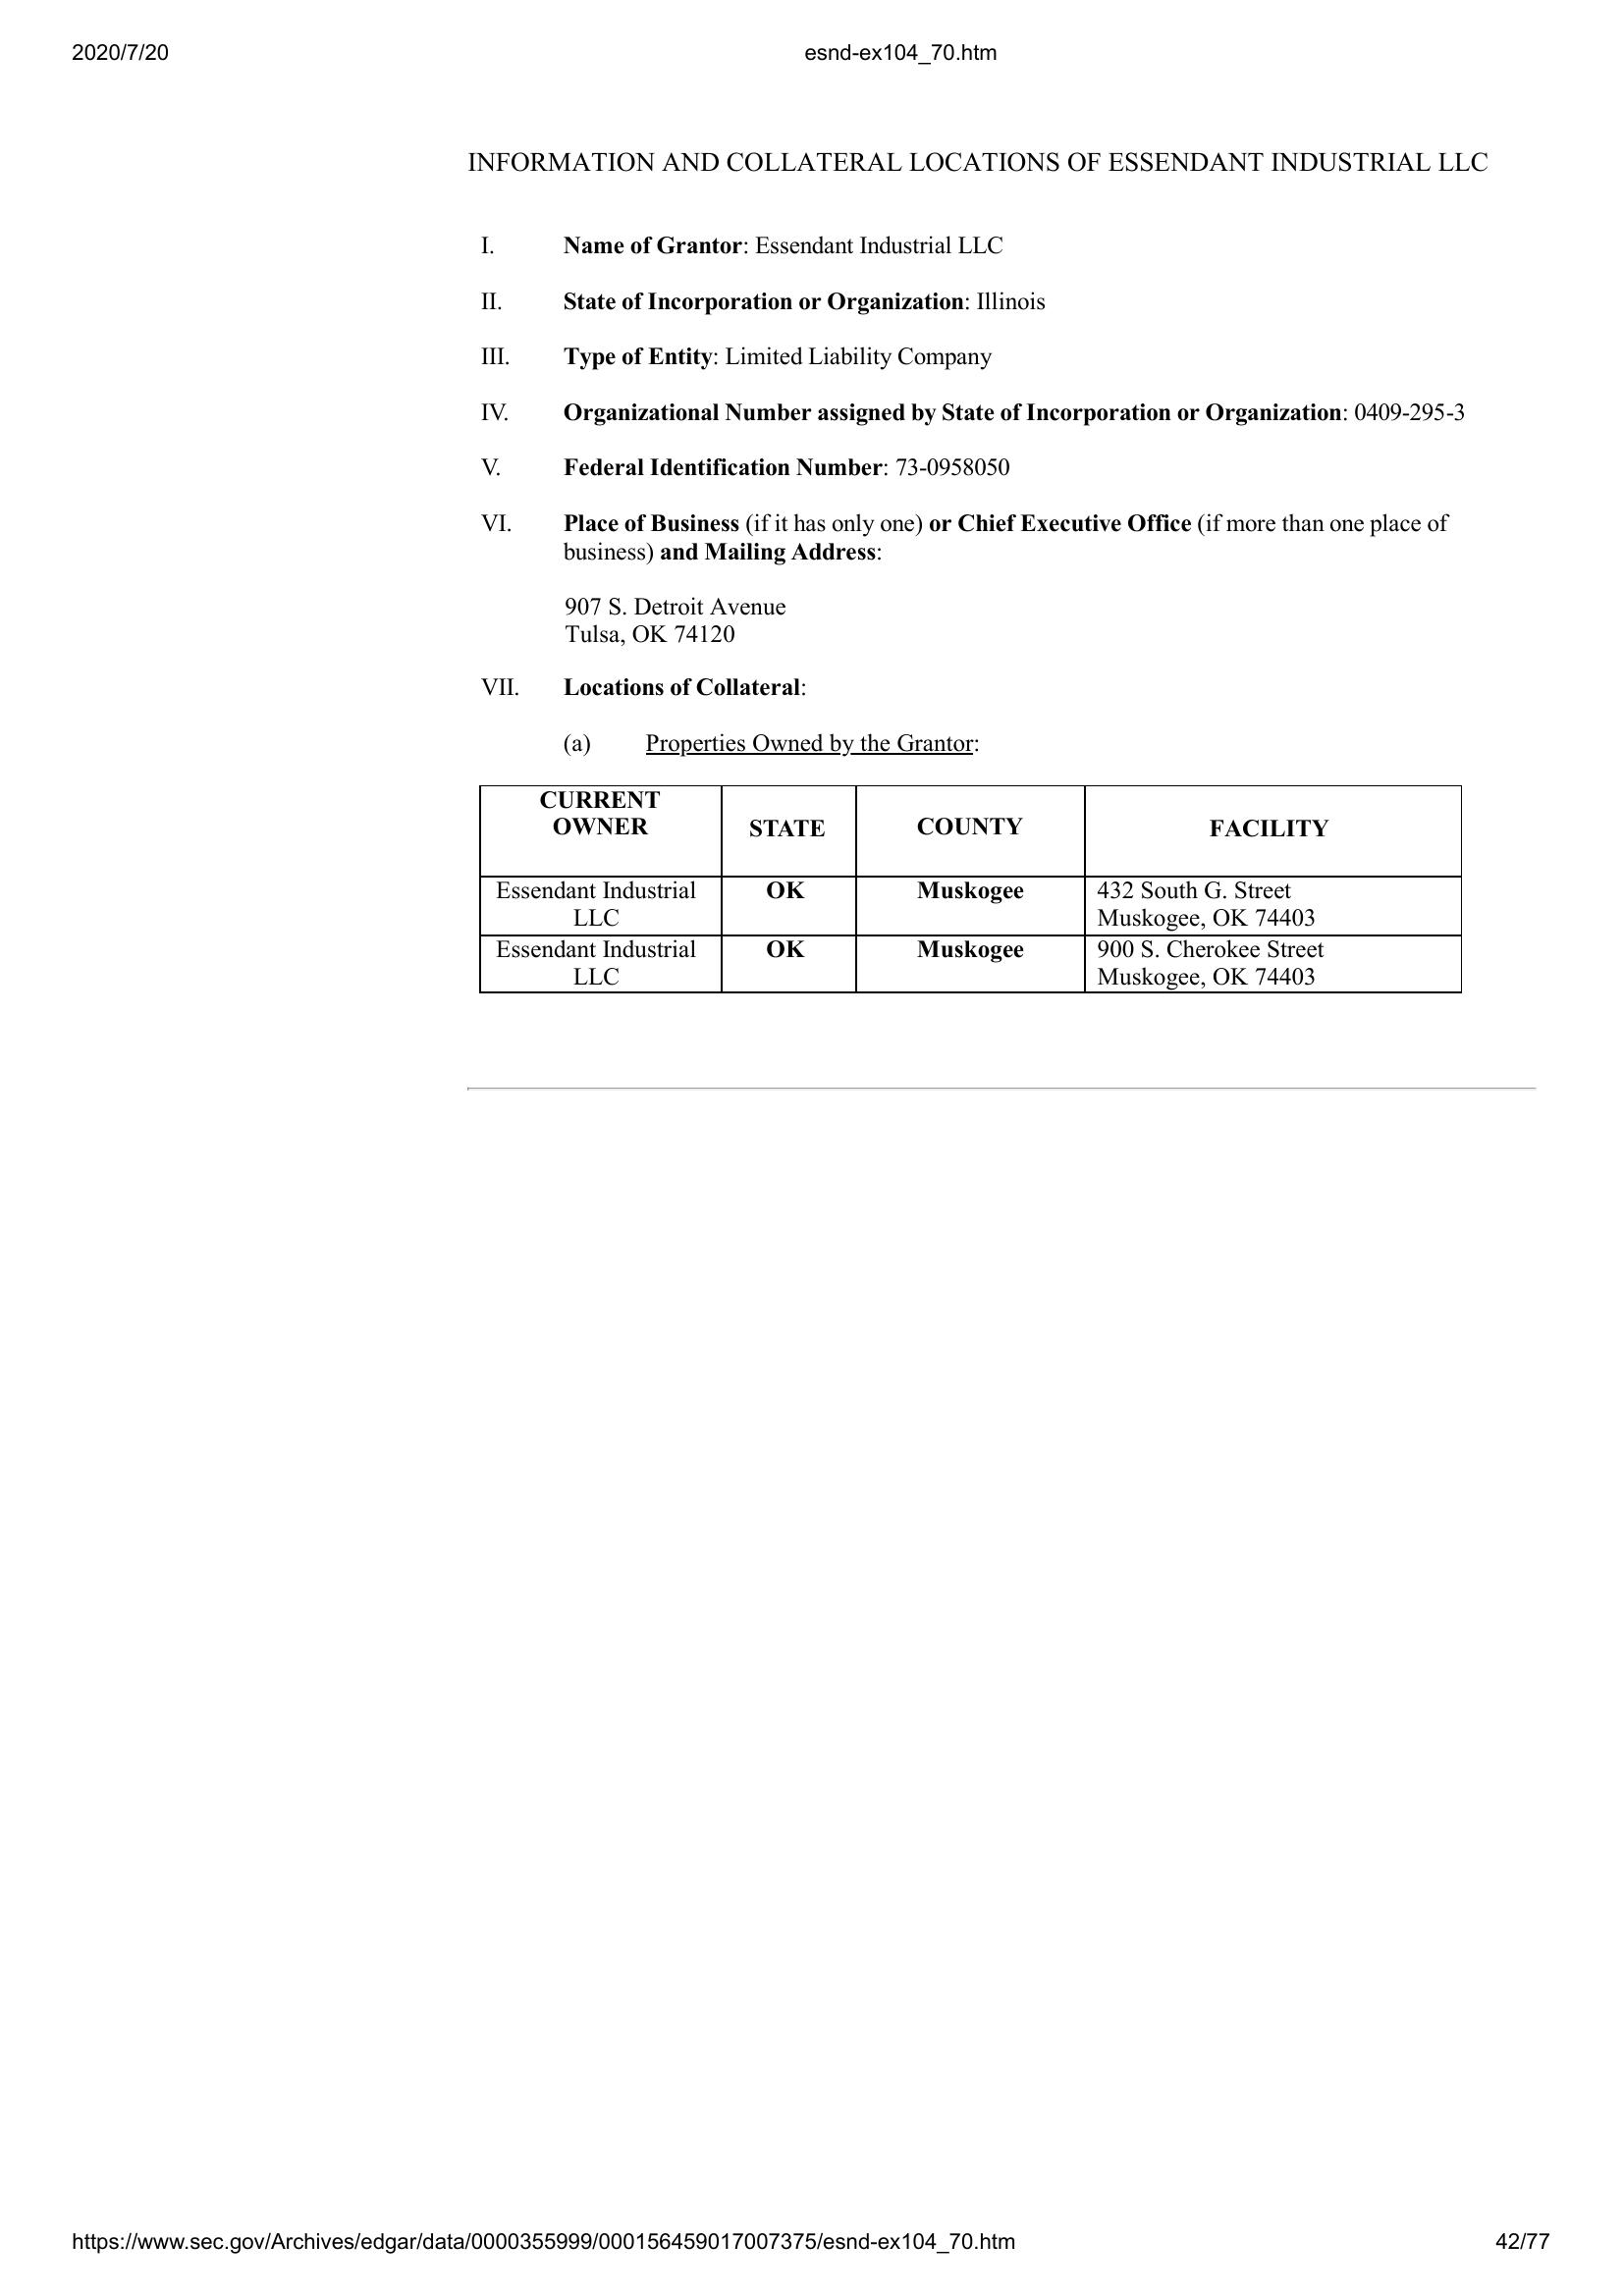 2020/7/20
esnd-ex104_70.htm
INFORMATION AND COLLATERAL LOCATIONS OF ESSENDANT INDUSTRIAL LLC
I. Name of Grantor: Essendant Industrial LLC
II. State of Incorporation or Organization: Illinois
III. Type of Entity: Limited Liability Company
IV. Organizational Number assigned by State of Incorporation or Organization: 0409-295-3
V. Federal Identification Number: 73-0958050
VI. Place of Business (if it has only one) or Chief Executive Office (if more than one place of
business) and Mailing Address:
907 S. Detroit Avenue
Tulsa, OK 74120
VII. Locations of Collateral:
(a) Properties Owned by the Grantor:
CURRENT
OWNER STATE COUNTY FACILITY
Essendant Industrial OK Muskogee 432 South G. Street
LLC Muskogee, OK 74403
Essendant Industrial OK Muskogee 900 S. Cherokee Street
LLC Muskogee, OK 74403
https://www.sec.gov/Archives/edgar/data/0000355999/000156459017007375/esnd-ex104_70.htm
42/77